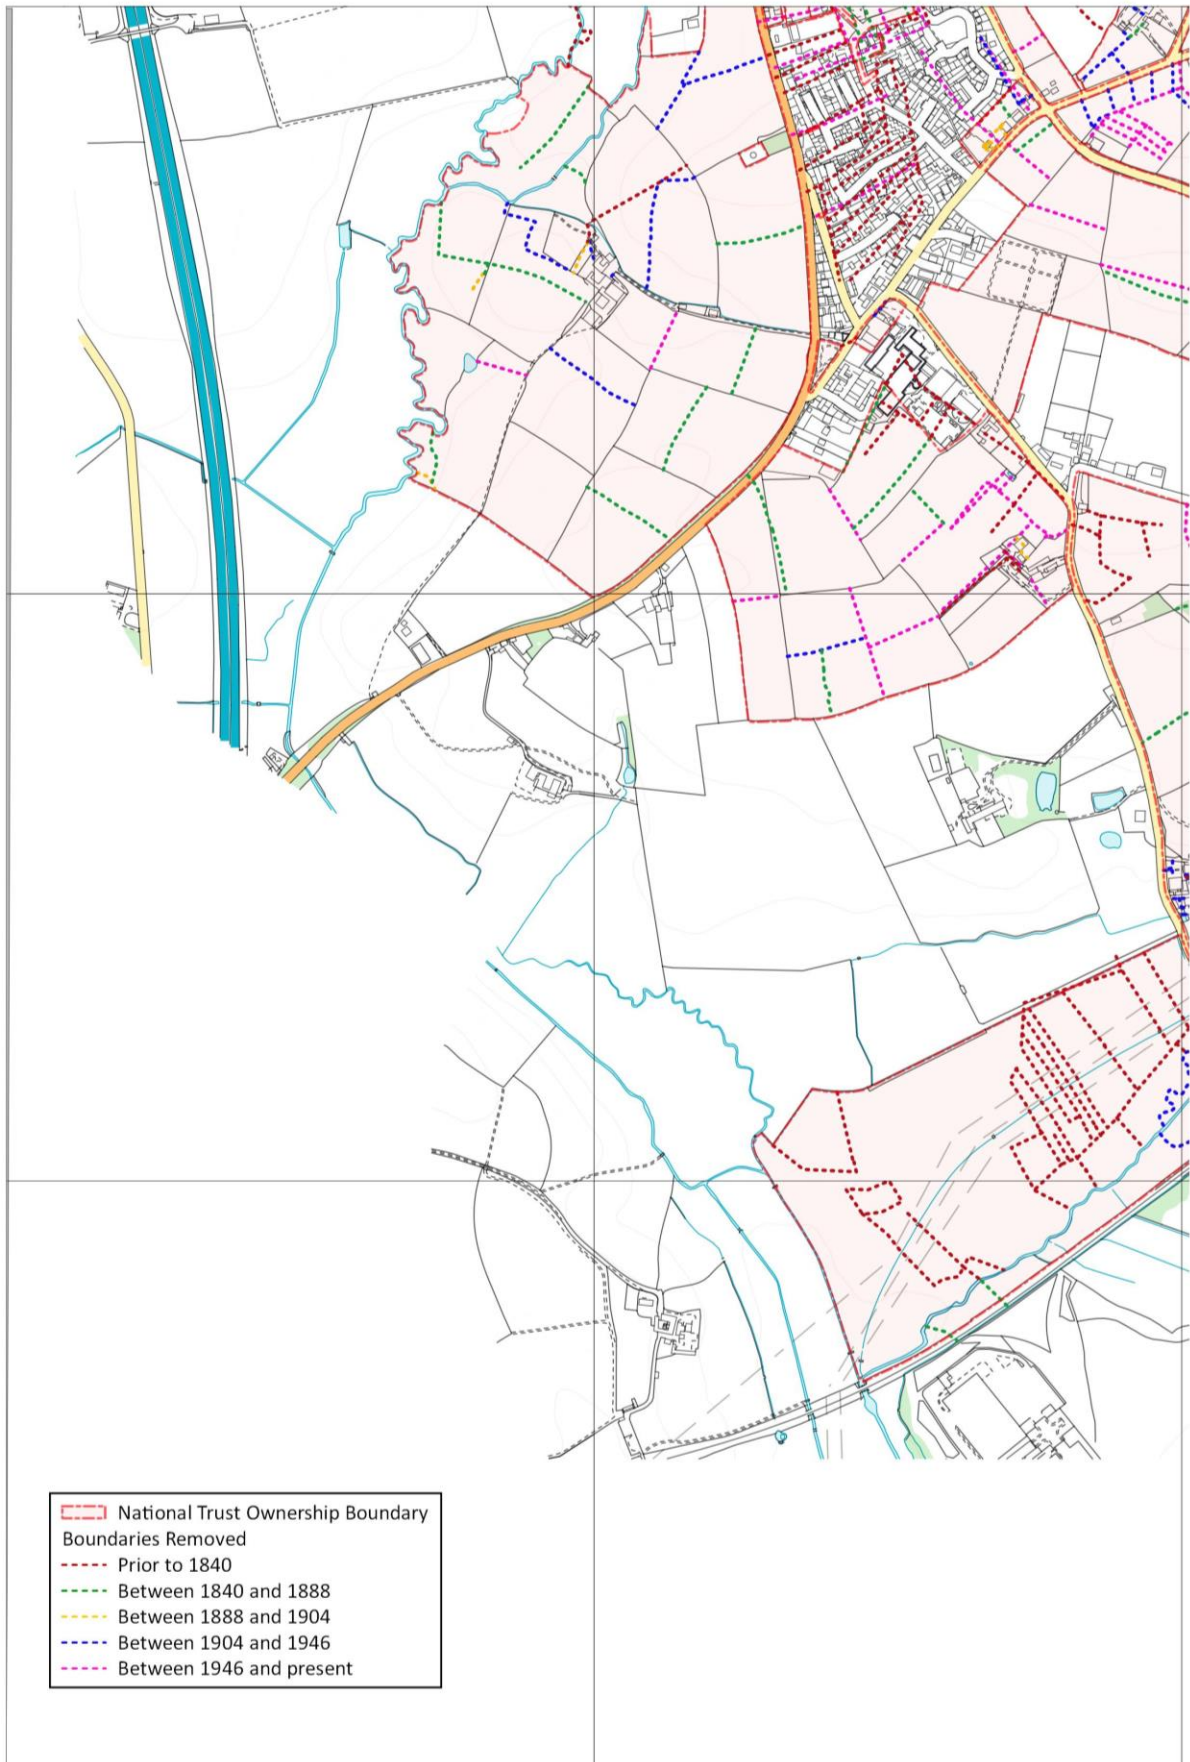 National Trust Ownership Boundary
Boundaries Removed
Prior to 1840
Between 1840 and 1888
Between 1888 and 1904
Between 1904 and 1946
Between 1946 and present